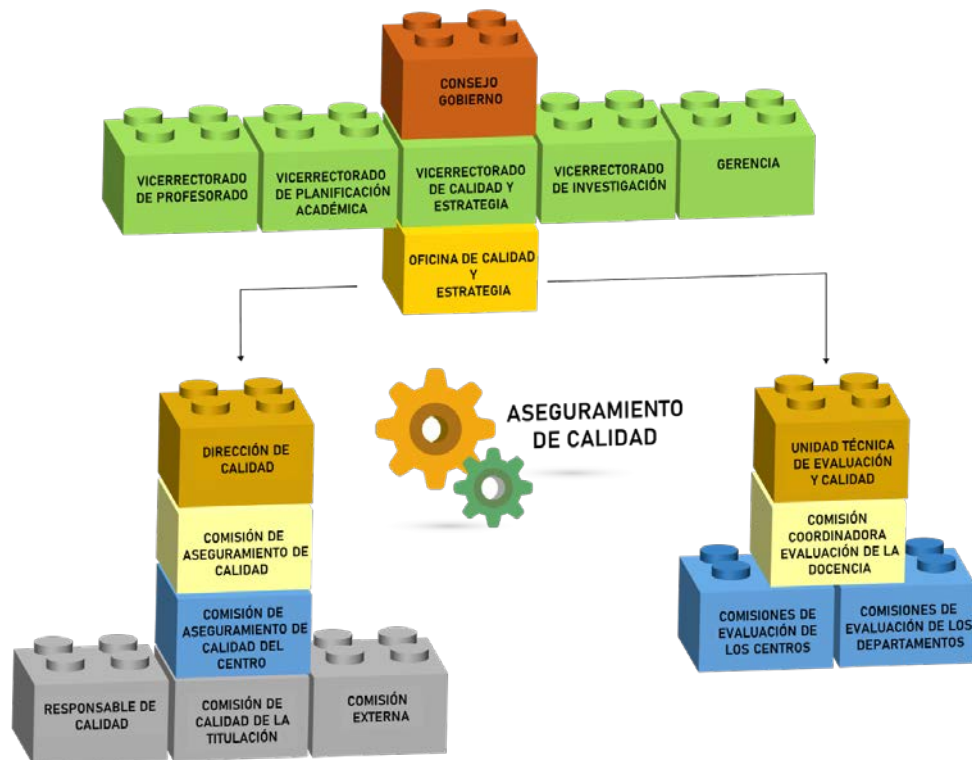 CONSEJO
GOBIERNO
VICERRECTORADO
DE PROFESORADO
VICERRECTORADO
DE PLANIFICACIÓN
ACADÉMICA
VICERRECTORADO
DE CALIDAD Y
ESTRATEGIA
VICERRECTORADO
DE INVESTIGACIÓN
GERENCIA
OFICINA DE CALIDAD
Y
ESTRATEGIA
ASEGURAMIENTO
DE CALIDAD
DIRECCIÓN DE
CALIDAD
COMISIÓN DE
ASEGURAMIENTO DE
CALIDAD
COMISIÓN DE
ASEGURAMIENTO DE
CALIDAD DEL
CENTRO
RESPONSABLE DE
CALIDAD
COMISIÓN DE
CALIDAD DE LA
TITULACIÓN
COMISIÓN
EXTERNA
UNIDAD TÉCNICA
DE EVALUACIÓN
Y CALIDAD
COMISIÓN
COORDINADORA
EVALUACIÓN DE LA
DOCENCIA
COMISIONES DE
EVALUACIÓN DE
LOS CENTROS
COMISIONES DE
EVALUACIÓN DE LOS
DEPARTAMENTOS